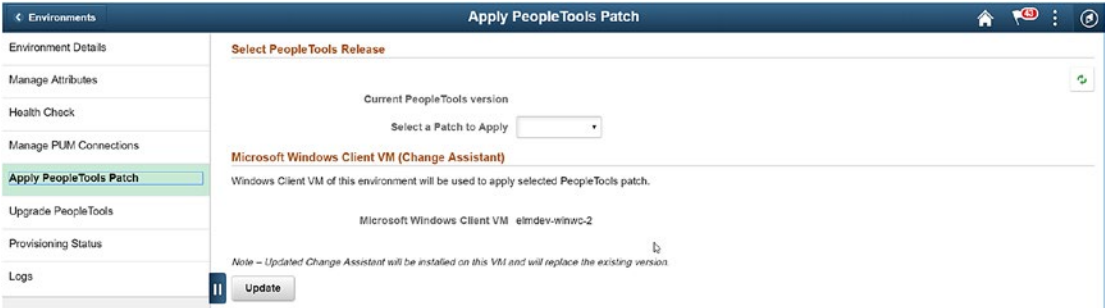 Environments
Apply PeopleTools Patch
43
Environment Details
Manage Attributes
Health Check
Manage PUM Connections
Apply PeopleTools Patch
Upgrade PeopleTools
Provisioning Status
Logs
Select PeopleTools Release
Current PeopleTools version
Select a Patch to Apply
Microsoft Windows Client VM (Change Assistant)
Windows Client VM of this environment will be used to apply selected PeopleTools patch.
Microsoft Windows Client VM elmdev-winwc-2
Note – Updated Change Assistant will be installed on this VM and will replace the existing version.
Update